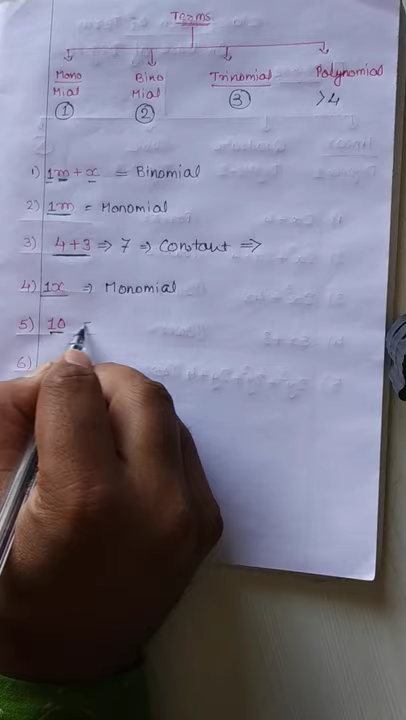 Terms
Mono Bino Trinomial Polynomial
Mial Mial
1 2 3 >4
1) 1m + x = Binomial
2) 1m = Monomial
3) 4+3 ⇒ 7 ⇒ Constant ⇒
4) 1x ⇒ Monomial
5) 10
6)